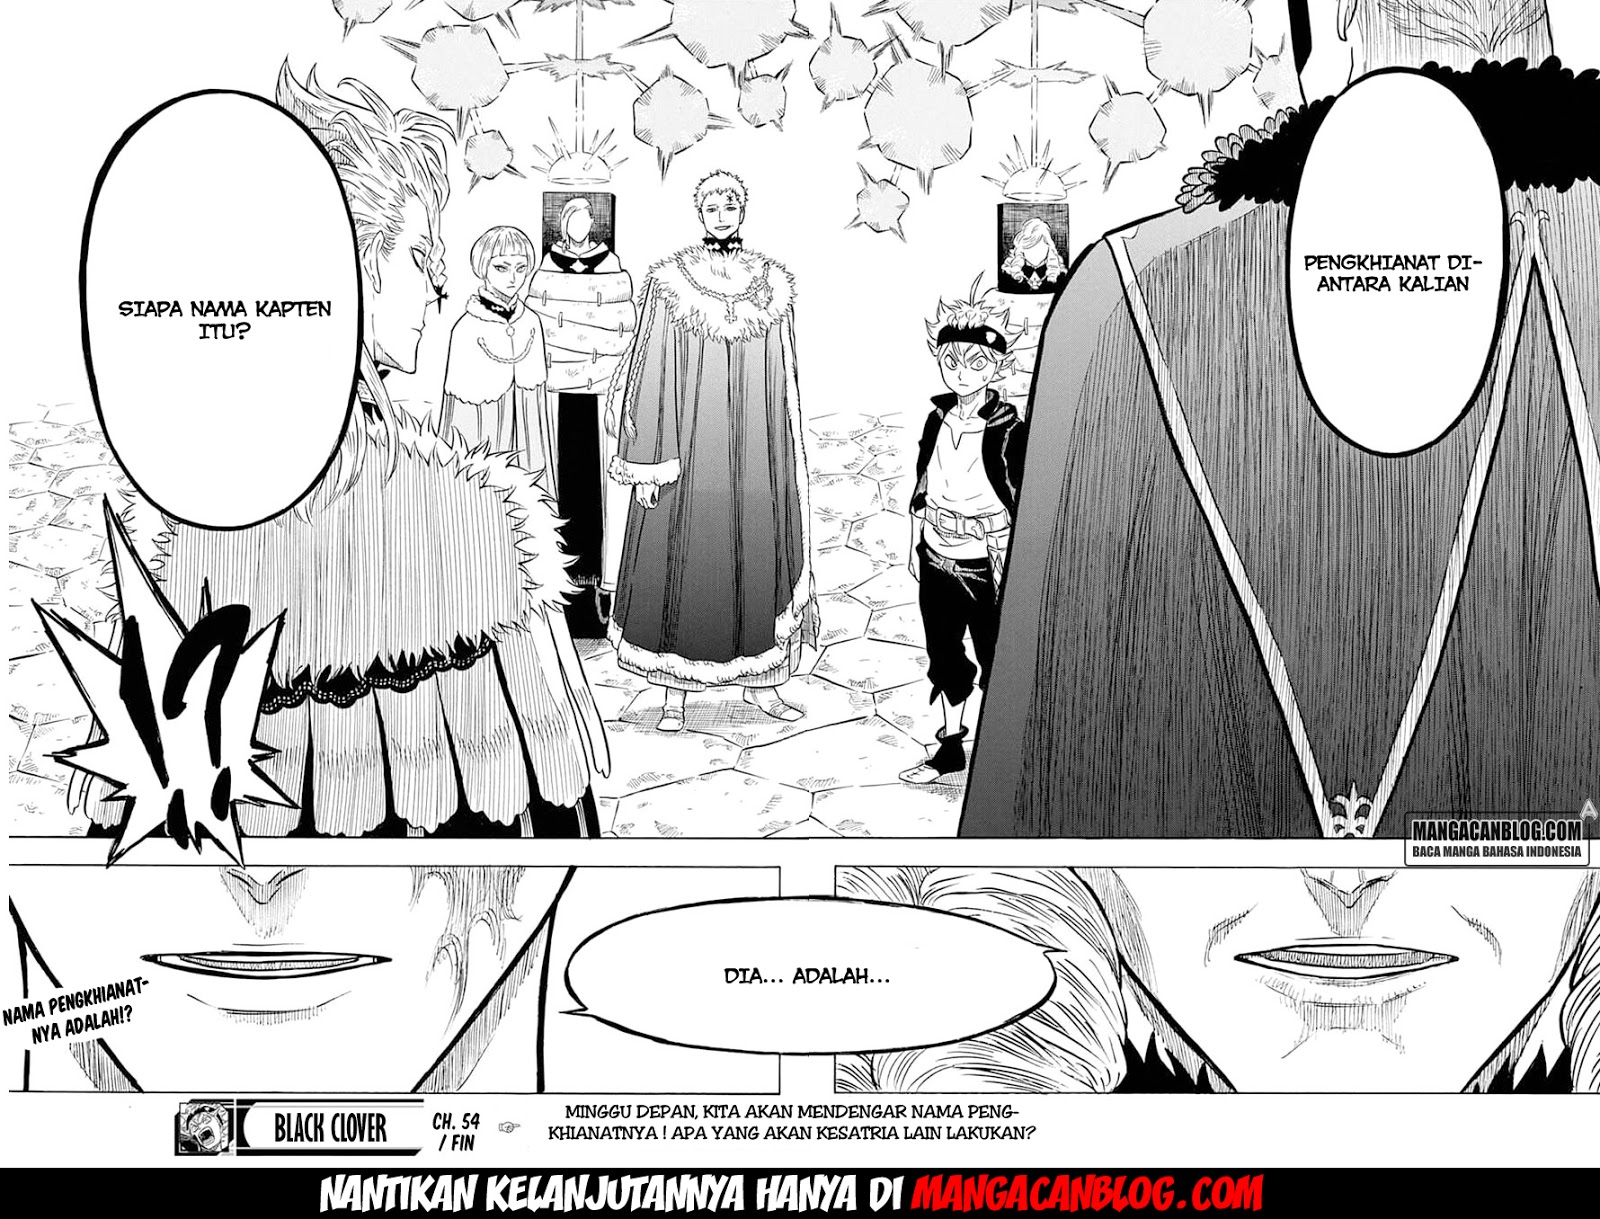 PENGKHIANAT DI-
ANTARA KALIAN
SIAPA NAMA KAPTEN
ITU?
!?
MANGACANBLOG.COM
BACA MANGA BAHASA INDONESIA
DIA... ADALAH...
NAMA PENGKHIANAT-
NYA ADALAH!?
BLACK CLOVER
CH. 54
/ FIN
MINGGU DEPAN, KITA AKAN MENDENGAR NAMA PENG-
KHIANATNYA ! APA YANG AKAN KESATRIA LAIN LAKUKAN?
NANTIKAN KELANJUTANNYA HANYA DI MANGACANBLOG.COM